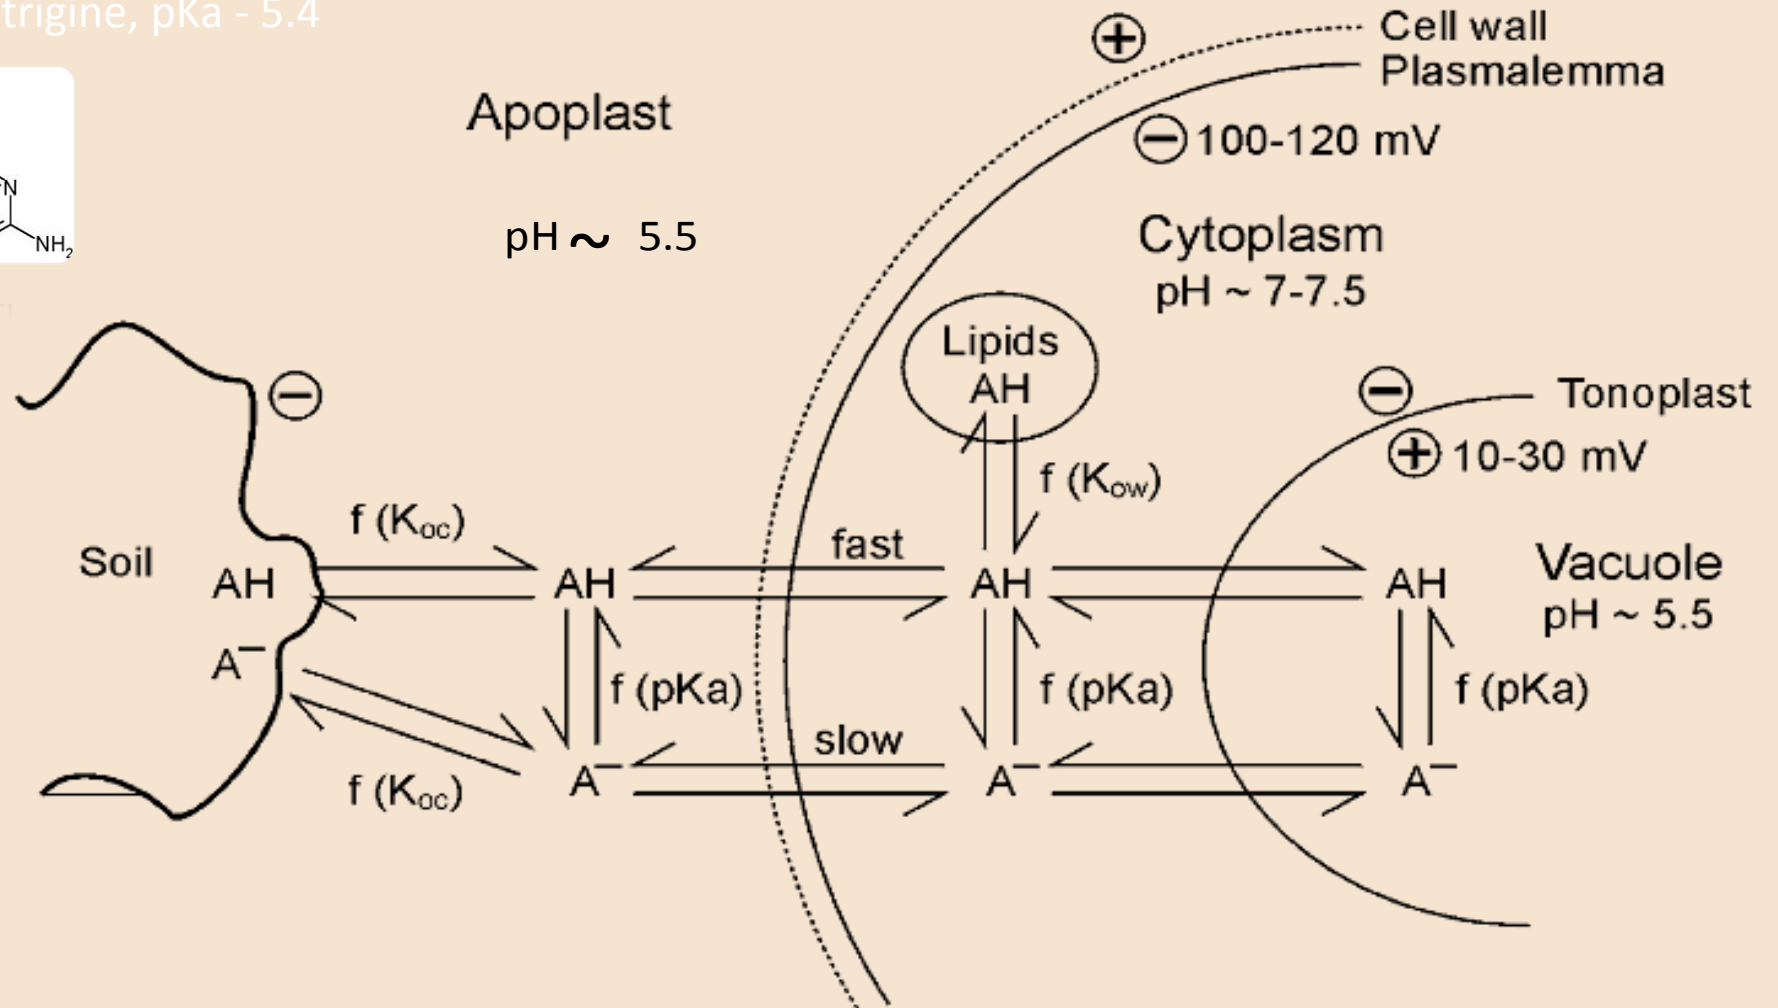 trigine, pKa - 5.4
N
NH₂
Cell wall
Plasmalemma
Apoplast
+
− 100-120 mV
pH ~ 5.5
Cytoplasm
pH ~ 7-7.5
Lipids
AH
−
−
Tonoplast
+ 10-30 mV
f (Kow)
f (Koc)
fast
Soil
AH
AH
AH
AH
Vacuole
pH ~ 5.5
A⁻
f (pKa)
f (pKa)
f (pKa)
slow
f (Koc)
A⁻
A⁻
A⁻